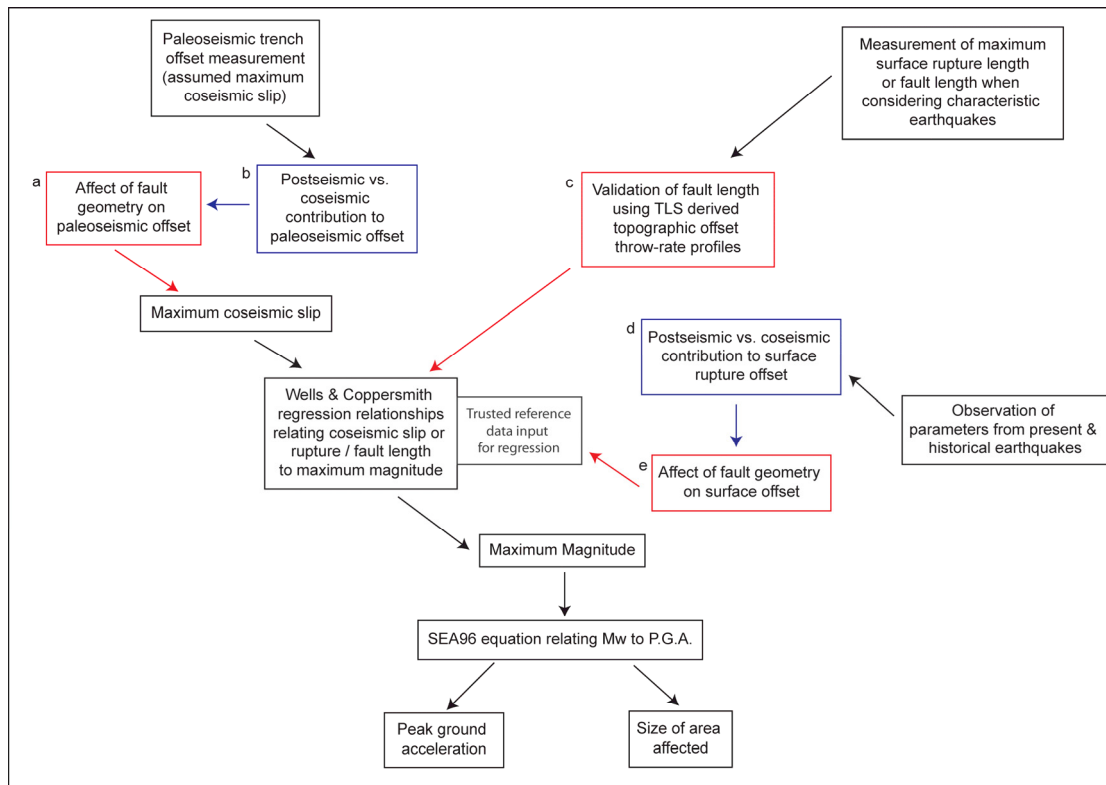 Paleoseismic trench
offset measurement
(assumed maximum
coseismic slip)
Measurement of maximum
surface rupture length
or fault length when
considering characteristic
earthquakes
a
Affect of fault
geometry on
paleoseismic offset
b
Postseismic vs.
coseismic
contribution to
paleoseismic offset
c
Validation of fault length
using TLS derived
topographic offset
throw-rate profiles
Maximum coseismic slip
d
Postseismic vs. coseismic
contribution to surface
rupture offset
Wells & Coppersmith
regression relationships
relating coseismic slip or
rupture / fault length
to maximum magnitude
Trusted reference
data input
for regression
Observation of
parameters from present &
historical earthquakes
e
Affect of fault geometry
on surface offset
Maximum Magnitude
SEA96 equation relating Mw to P.G.A.
Peak ground
acceleration
Size of area
affected